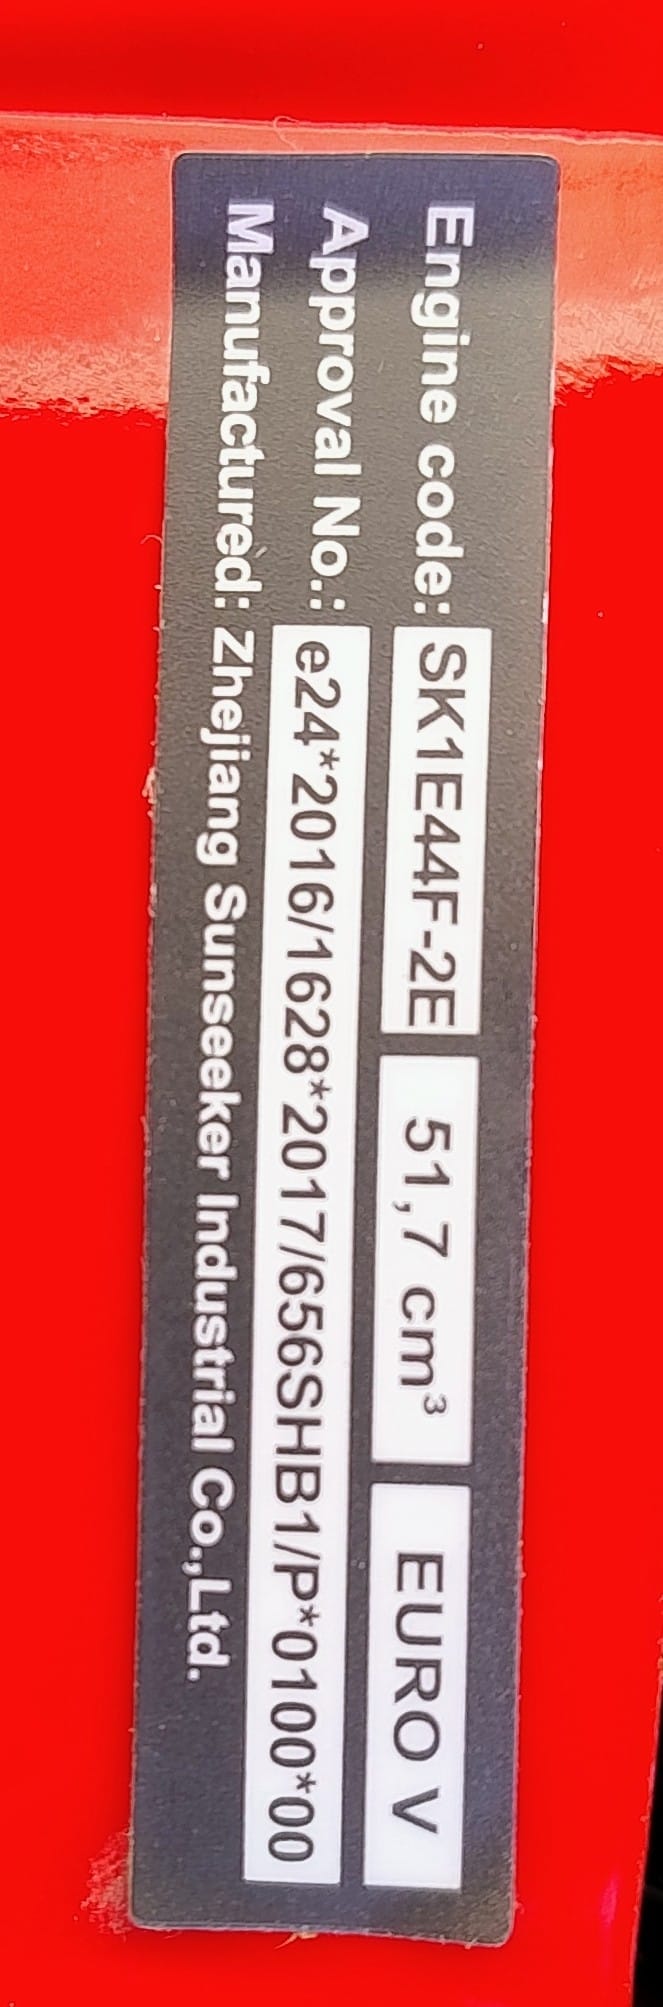 Engine code: SK1E44F-2E 51,7 cm³ EURO V
Approval No.: e24*2016/1628*2017/656SHB1/P*0100*00
Manufactured: Zhejiang Sunseeker Industrial Co.,Ltd.